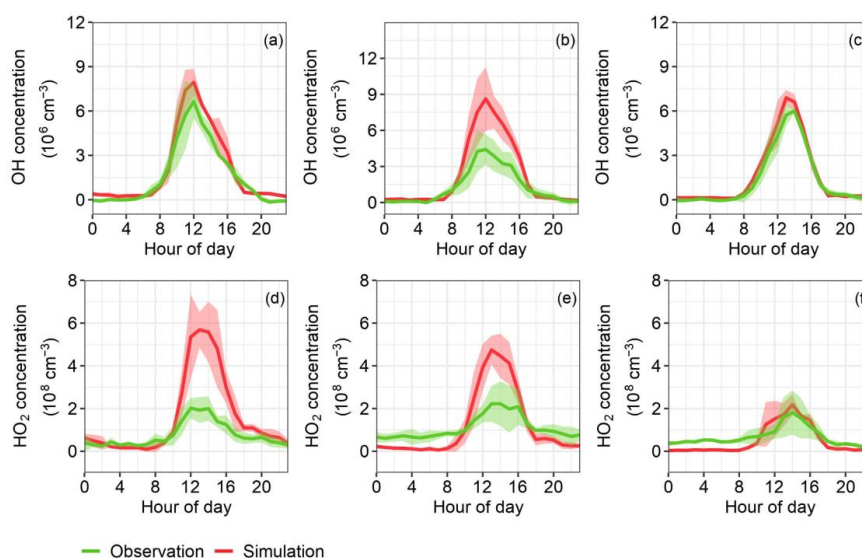 (a)
OH concentration
(10⁶ cm⁻³)
12
9
6
3
0
0 4 8 12 16 20
Hour of day
(b)
OH concentration
(10⁶ cm⁻³)
12
9
6
3
0
0 4 8 12 16 20
Hour of day
(c)
OH concentration
(10⁶ cm⁻³)
12
9
6
3
0
0 4 8 12 16 20
Hour of day
(d)
HO₂ concentration
(10⁸ cm⁻³)
8
6
4
2
0
0 4 8 12 16 20
Hour of day
(e)
HO₂ concentration
(10⁸ cm⁻³)
8
6
4
2
0
0 4 8 12 16 20
Hour of day
(f
HO₂ concentration
(10⁸ cm⁻³)
8
6
4
2
0
0 4 8 12 16 20
Hour of day
Observation Simulation